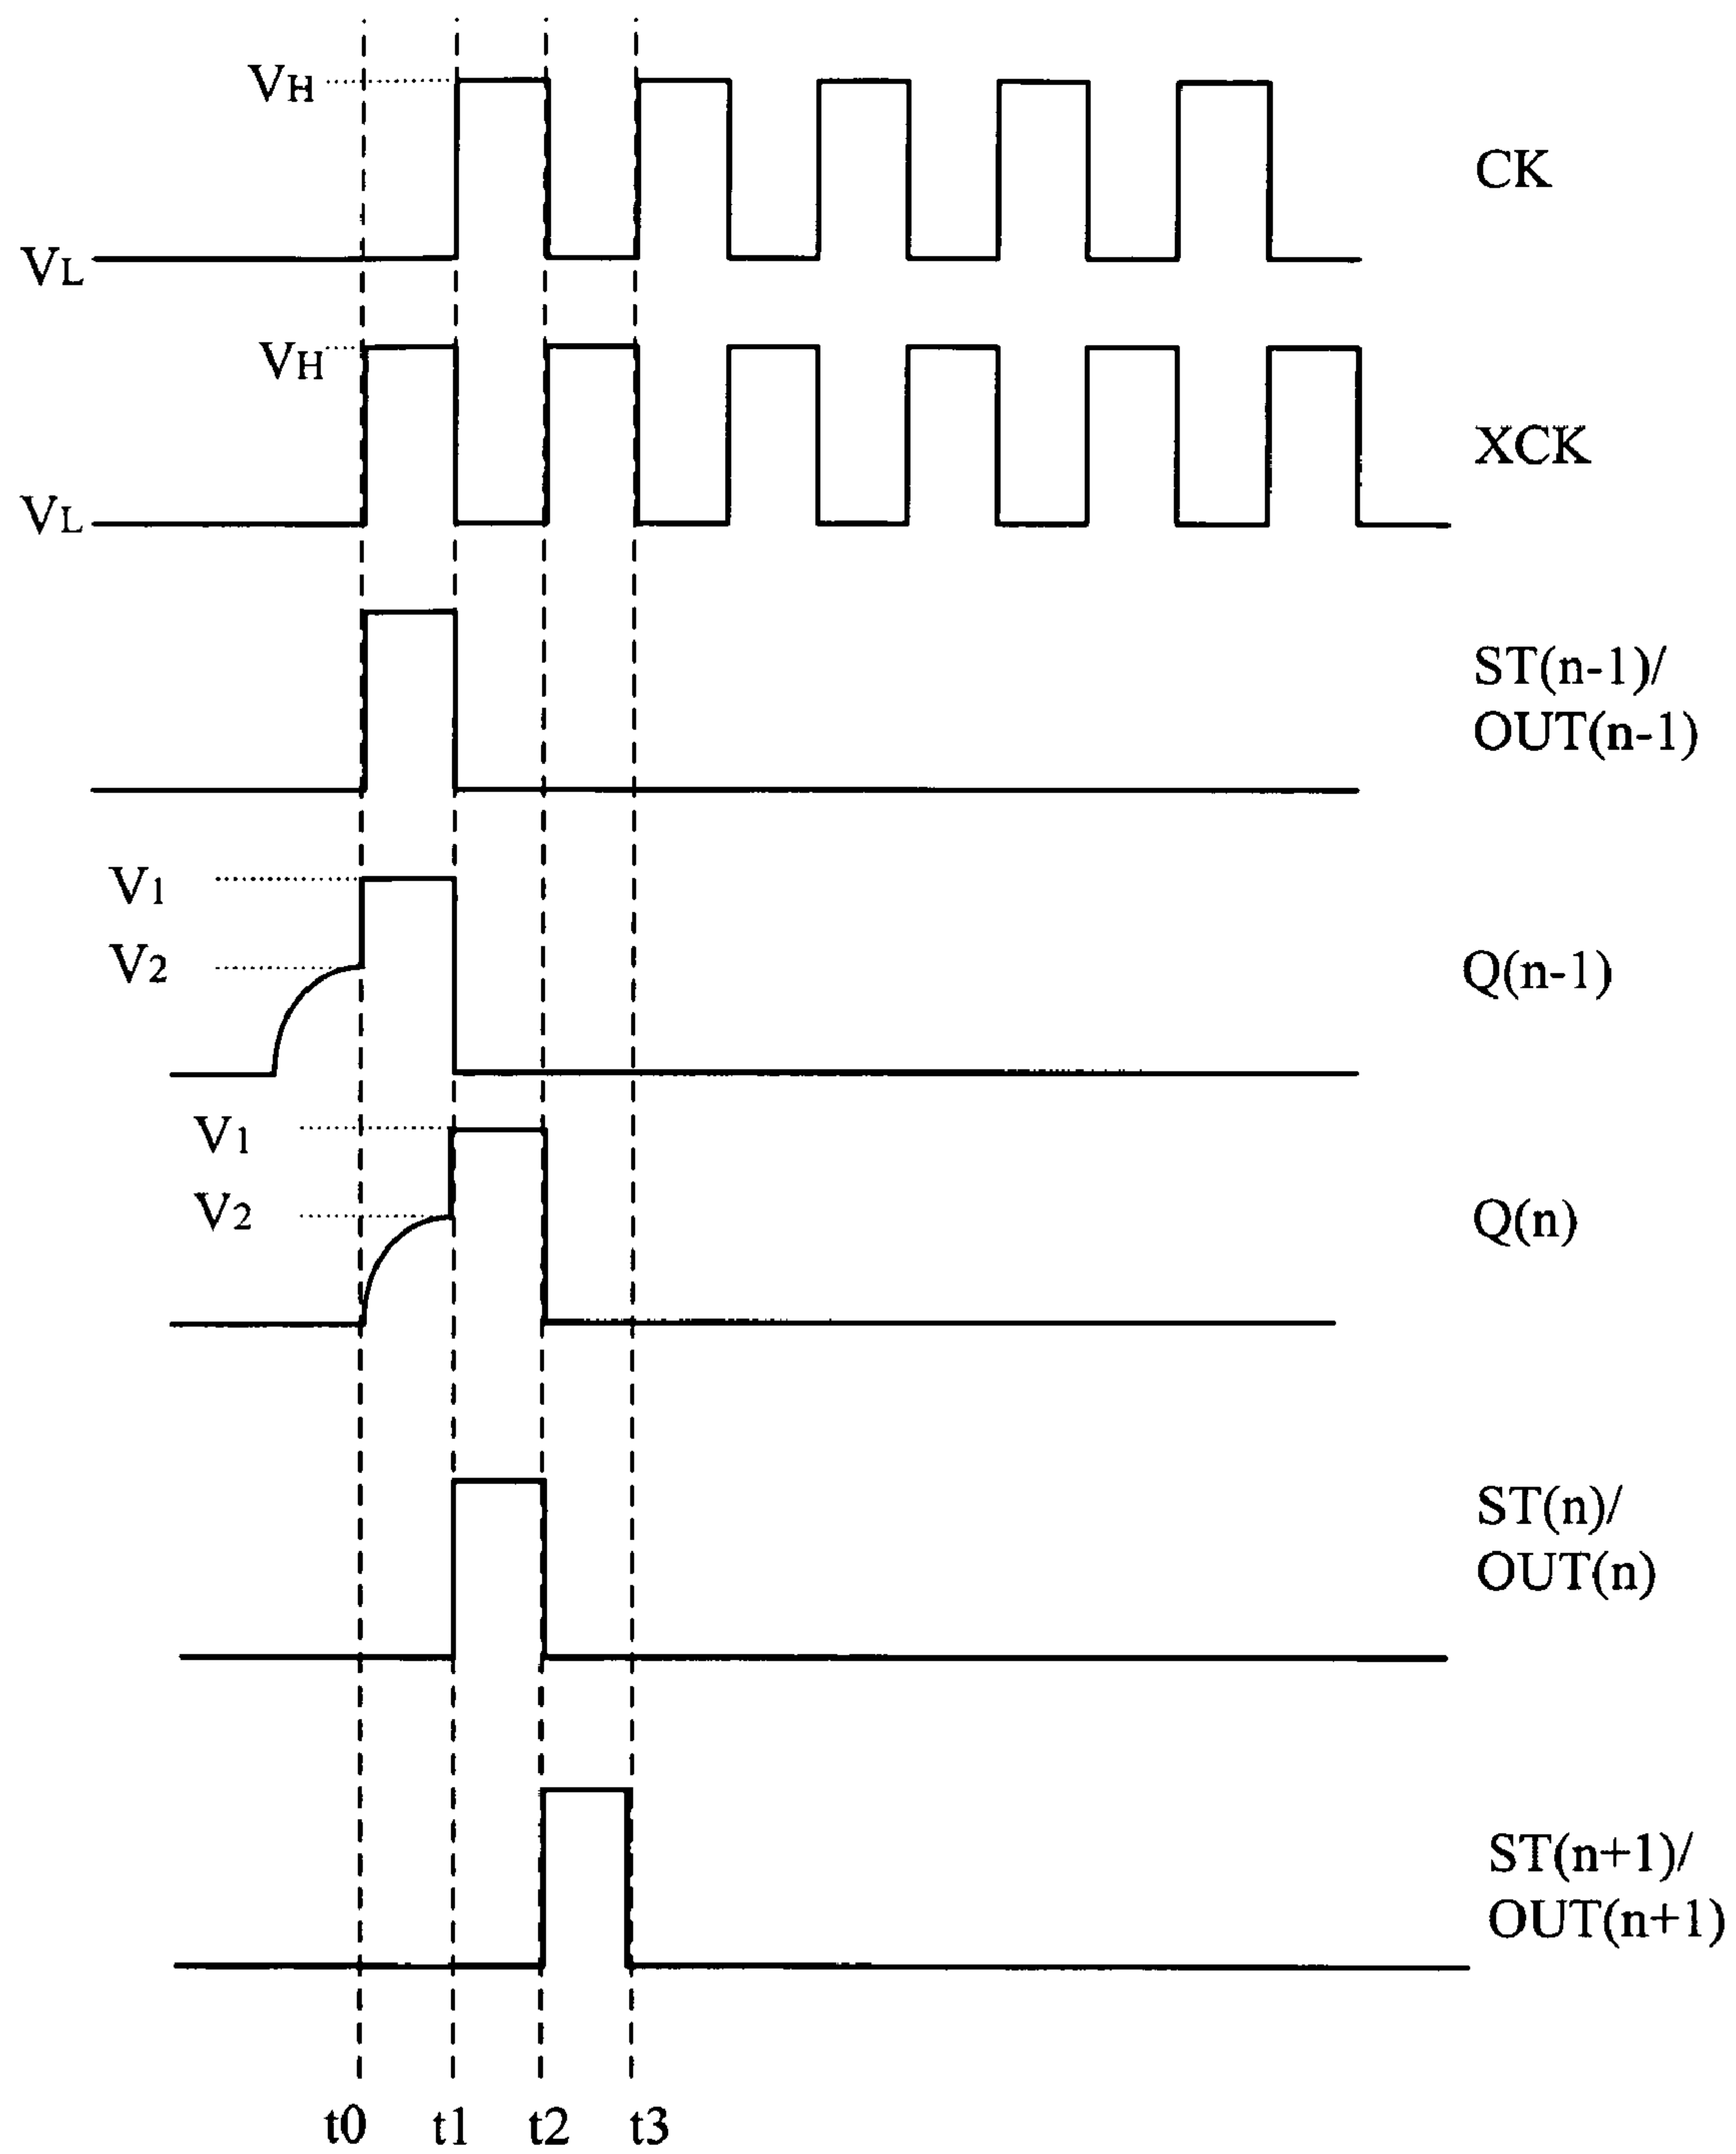 VH
CK
VL
VH
XCK
VL
ST(n-1)/
OUT(n-1)
V1
V2
Q(n-1)
V1
V2
Q(n)
ST(n)/
OUT(n)
ST(n+1)/
OUT(n+1)
t0 t1 t2 t3